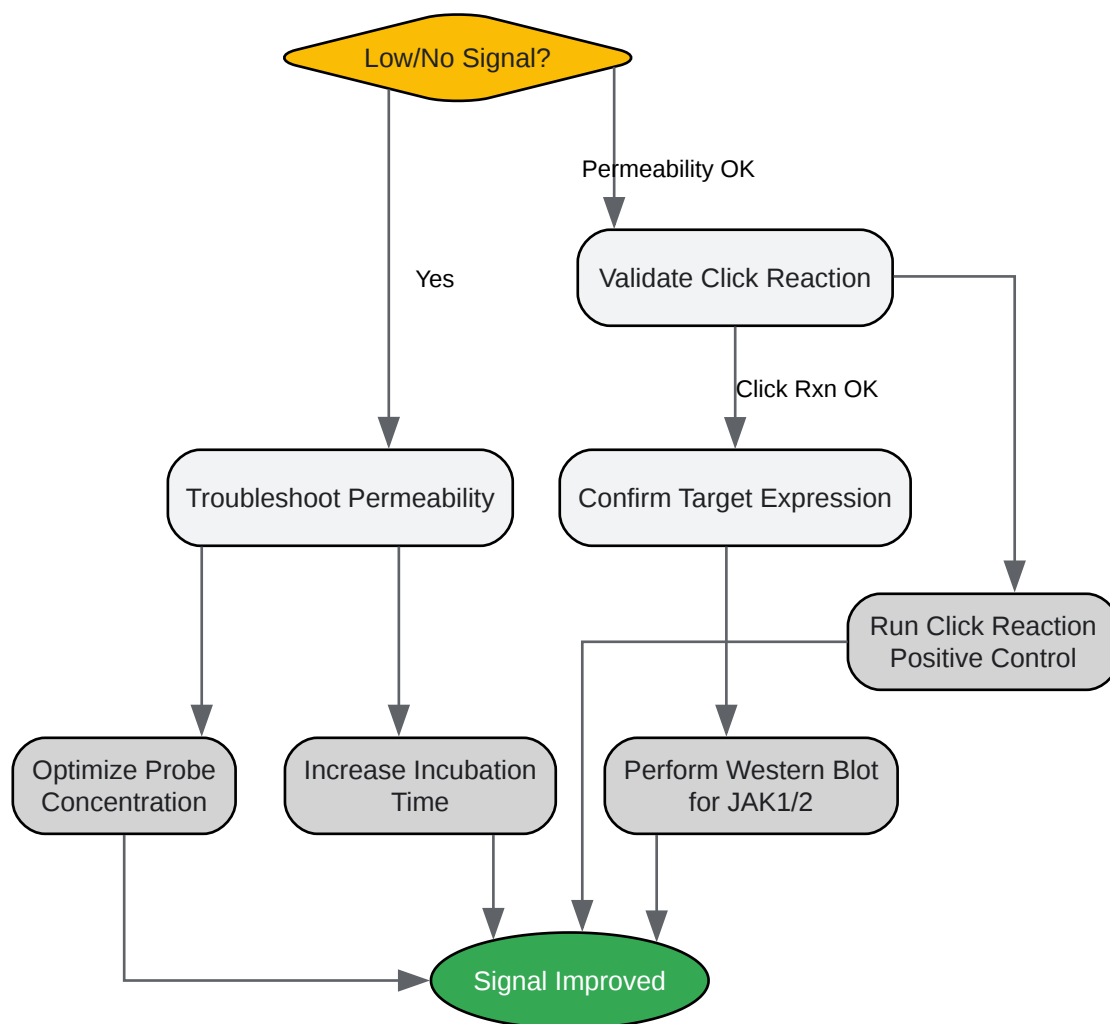 Low/No Signal?
Permeability OK
Yes
Validate Click Reaction
Click Rxn OK
Troubleshoot Permeability
Confirm Target Expression
Run Click Reaction
Positive Control
Optimize Probe
Concentration
Increase Incubation
Time
Perform Western Blot
for JAK1/2
Signal Improved